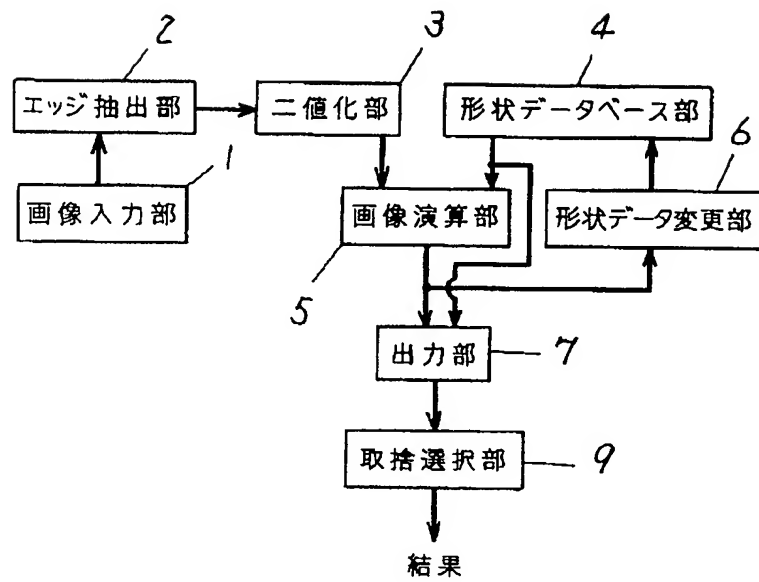 2
3
4
エッジ抽出部
二値化部
形状データベース部
6
1
画像入力部
画像演算部
形状データ変更部
5
出力部
7
取捨選択部
9
結果